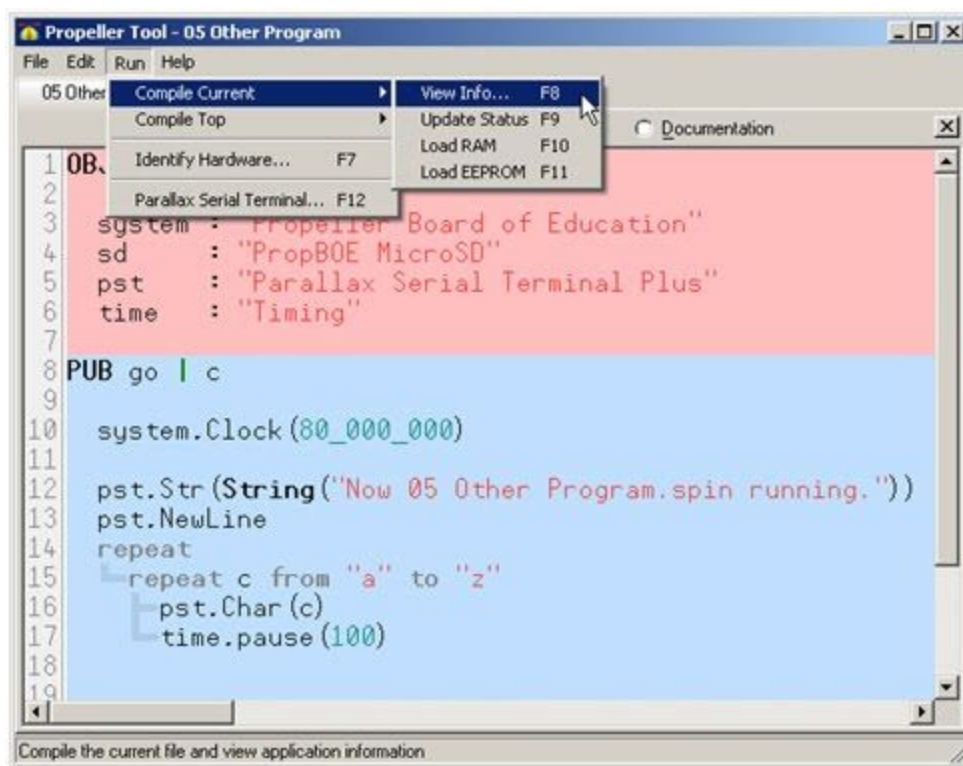 Propeller Tool - 05 Other Program
File Edit Run Help
05 Other
Compile Current
Compile Top
Identify Hardware... F7
Parallax Serial Terminal... F12
View Info... F8
Update Status F9
Load RAM F10
Load EEPROM F11
Documentation
1 OB
2
3 system : "Propeller Board of Education"
4 sd : "PropBOE MicroSD"
5 pst : "Parallax Serial Terminal Plus"
6 time : "Timing"
7
8 PUB go | c
9
10 system.Clock(80_000_000)
11
12 pst.Str(String("Now 05 Other Program.spin running."))
13 pst.NewLine
14 repeat
15 repeat c from "a" to "z"
16 pst.Char(c)
17 time.pause(100)
18
19
Compile the current file and view application information